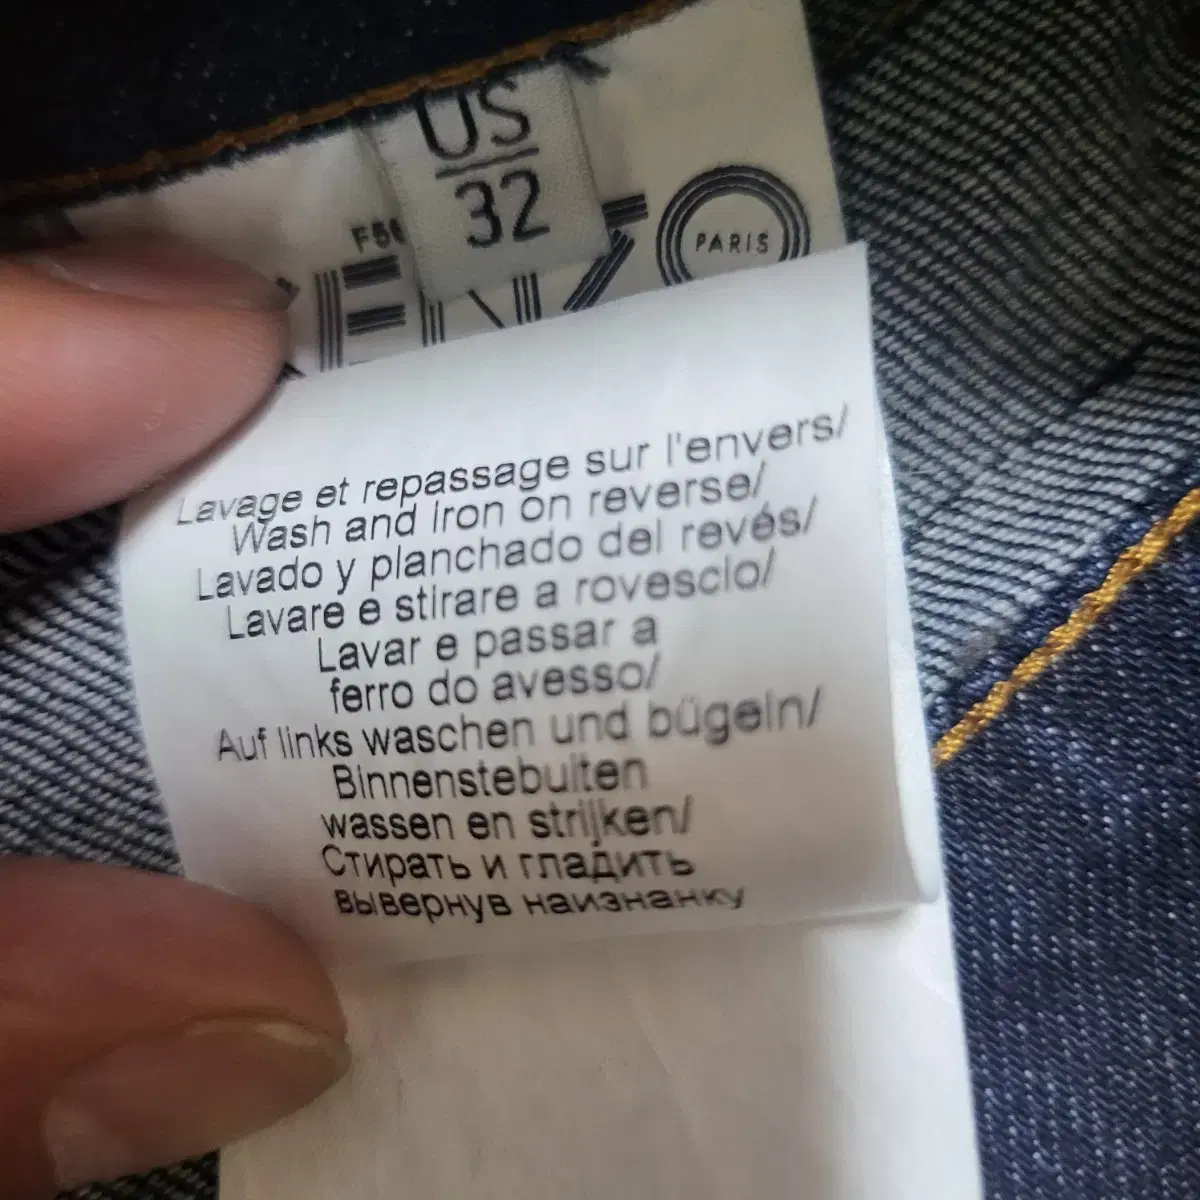 US
32
PARIS
Lavage et repassage sur l'envers/
Wash and iron on reverse/
Lavado y planchado del revés/
Lavare e stirare a rovescio/
Lavar e passar a
ferro do avesso/
Auf links waschen und bügeln/
Binnenstebuiten
wassen en strijken/
Стирать и гладить
вывернув наизнанку